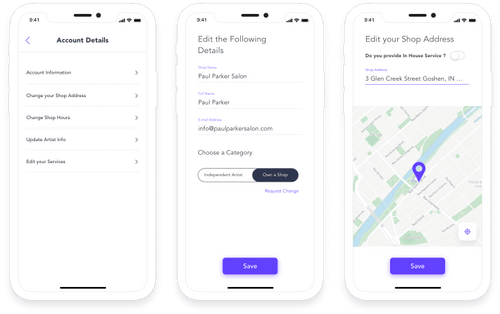 9:41
Account Details
Account Information
Change your Shop Address
Change Shop Hours
Update Artist Info
Edit your Services
9:41
Edit the Following
Details
Shop Name
Paul Parker Salon
Full Name
Paul Parker
E-mail Address
info@paulparkersalon.com
Choose a Category
Independent Artist
Own a Shop
Request Change
Save
9:41
Edit your Shop Address
Do you provide In House Service ?
Shop Address
3 Glen Creek Street Goshen, IN ...
Save